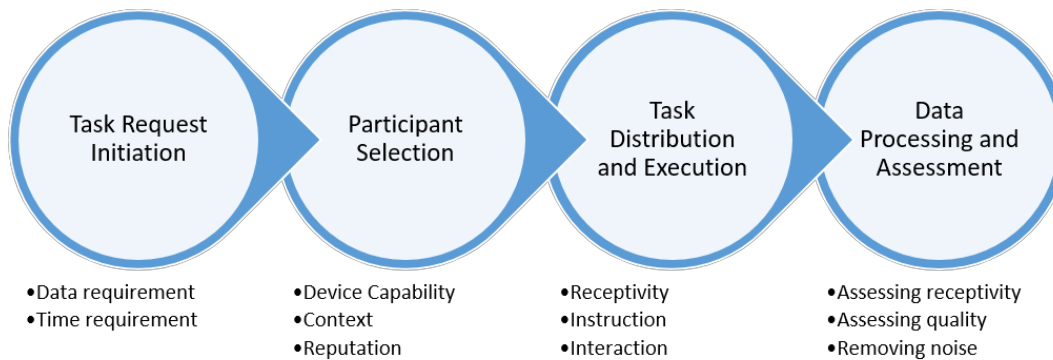 Task Request
Initiation
Participant
Selection
Task
Distribution
and Execution
Data
Processing and
Assessment
•Data requirement
•Time requirement
•Device Capability
•Context
•Reputation
•Receptivity
•Instruction
•Interaction
•Assessing receptivity
•Assessing quality
•Removing noise